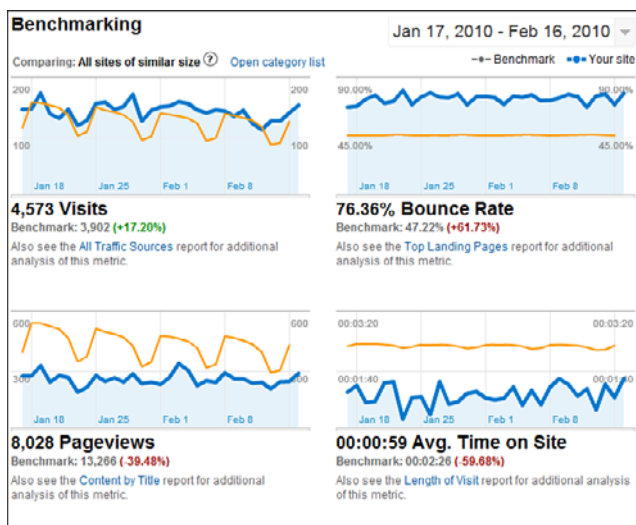 Benchmarking
Jan 17, 2010 - Feb 16, 2010
Comparing: All sites of similar size ? Open category list
Benchmark Your site
200 200
100 100
Jan 18 Jan 25 Feb 1 Feb 8
4,573 Visits
Benchmark: 3,902 (+17.20%)
Also see the All Traffic Sources report for additional
analysis of this metric.
90.00% 90.00%
45.00% 45.00%
Jan 18 Jan 25 Feb 1 Feb 8
76.36% Bounce Rate
Benchmark: 47.22% (+61.73%)
Also see the Top Landing Pages report for additional
analysis of this metric.
600 600
300 300
Jan 18 Jan 25 Feb 1 Feb 8
8,028 Pageviews
Benchmark: 13,266 (-39.48%)
Also see the Content by Title report for additional
analysis of this metric.
00:03:20 00:03:20
00:01:40 00:01:40
Jan 18 Jan 25 Feb 1 Feb 8
00:00:59 Avg. Time on Site
Benchmark: 00:02:26 (-59.68%)
Also see the Length of Visit report for additional analysis
of this metric.